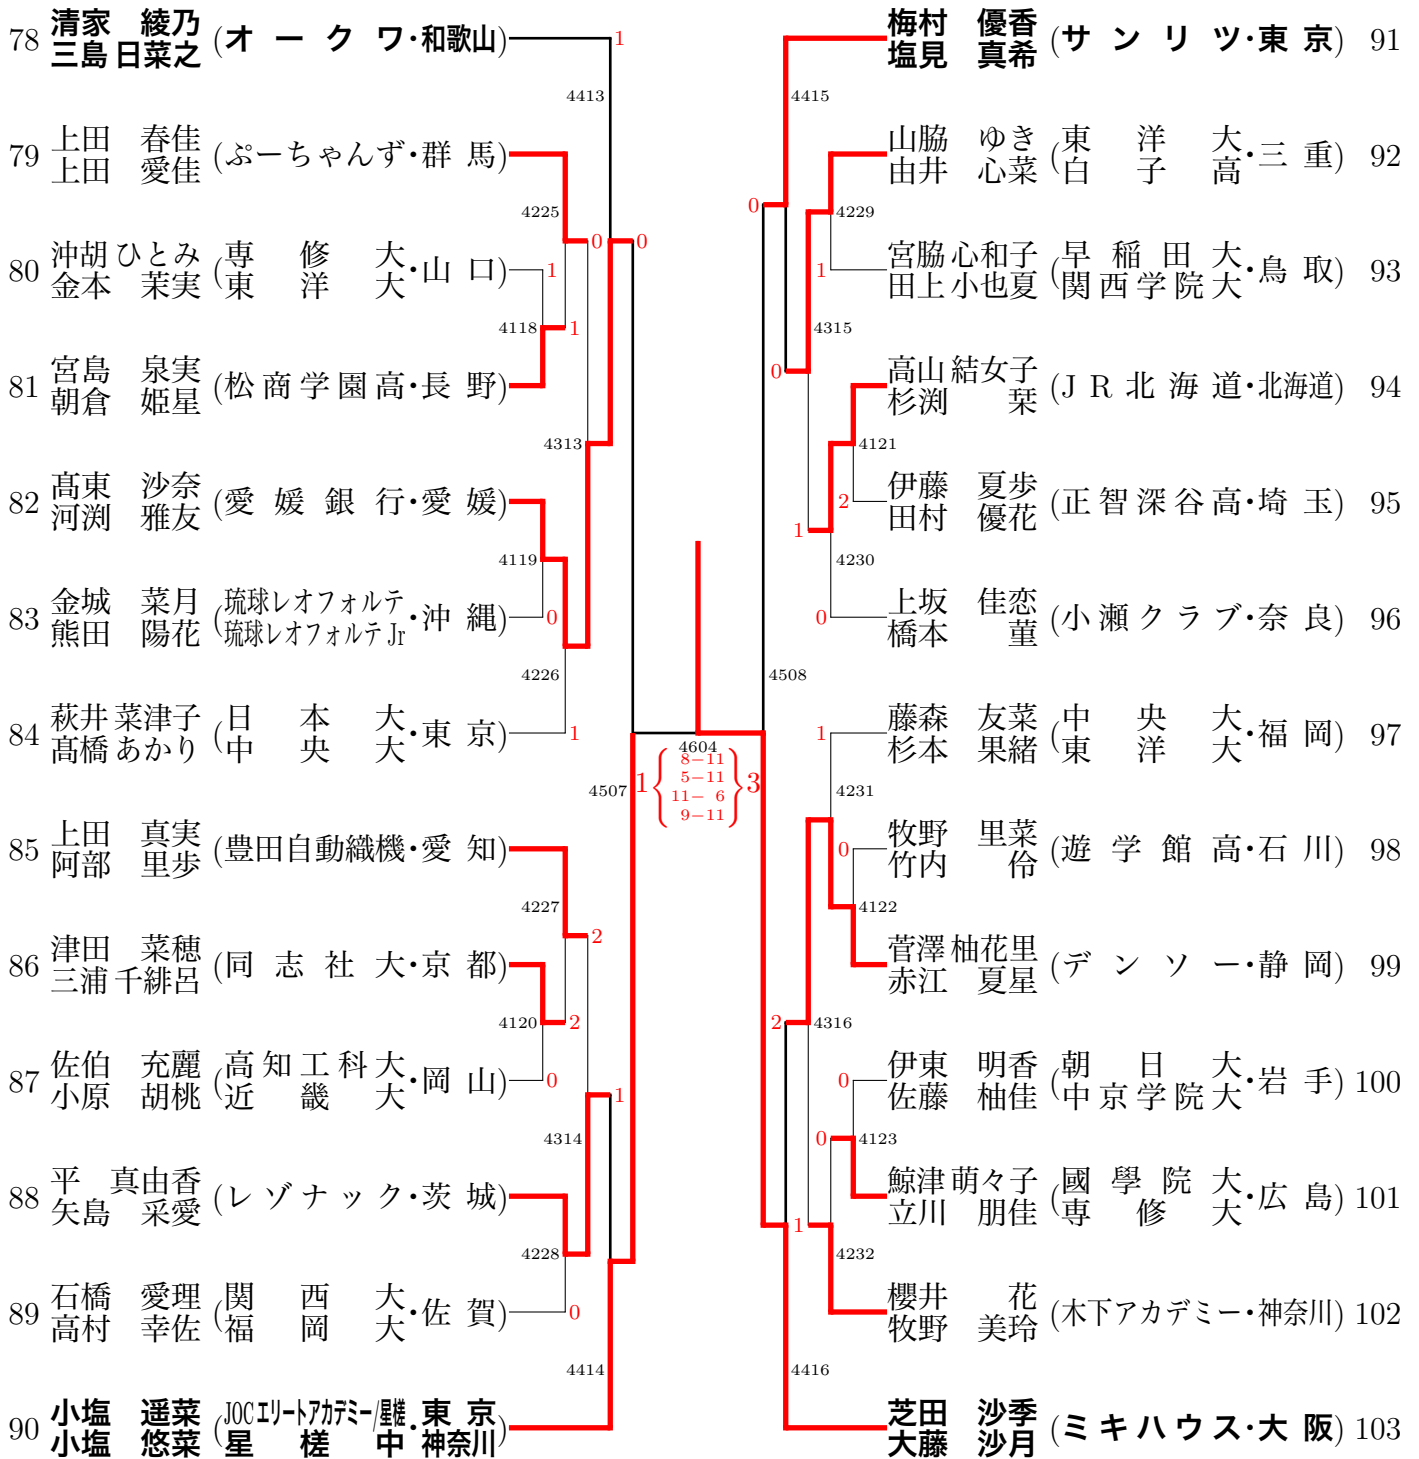 78 清家 綾乃 三島 日菜之 (オークワ・和歌山)
79 上田 春佳 上田 愛佳 (ぷーちゃんず・群馬)
80 沖胡 ひとみ 金本 茉実 (専修大 東洋大・山口)
81 宮島 泉実 朝倉 姫星 (松商学園高・長野)
82 髙東 沙奈 河渕 雅友 (愛媛銀行・愛媛)
83 金城 菜月 熊田 陽花 (琉球レオフォルテ 琉球レオフォルテJr・沖縄)
84 萩井 菜津子 髙橋 あかり (日本大 中央大・東京)
85 上田 真実 阿部 里歩 (豊田自動織機・愛知)
86 津田 菜穂 三浦 千緋呂 (同志社大・京都)
87 佐伯 充麗 小原 胡桃 (高知工科大 近畿大・岡山)
88 平 真由香 矢島 采愛 (レゾナック・茨城)
89 石橋 愛理 高村 幸佐 (関西大 福岡大・佐賀)
90 小塩 遥菜 小塩 悠菜 (JOCエリートアカデミー/星槎 星槎中・東京 神奈川)
1
4413
4225
0
0
1
4118
1
4313
4119
0
4226
1
4507
4227
2
4120
2
0
4314
1
4228
0
4414
4604
1
8-11
5-11
11- 6
9-11
3
4415
0
4229
1
4315
0
4121
2
1
4230
0
4508
1
4231
0
4122
2
4316
0
0
4123
1
4232
4416
梅村 優香 塩見 真希 (サンリツ・東京) 91
山脇 ゆき 由井 心菜 (東洋大 白子高・三重) 92
宮脇 心和子 田上 小也夏 (早稲田大 関西学院大・鳥取) 93
高山 結女子 杉渕 栞 (JR北海道・北海道) 94
伊藤 夏歩 田村 優花 (正智深谷高・埼玉) 95
上坂 佳恋 橋本 菫 (小瀬クラブ・奈良) 96
藤森 友菜 杉本 果緒 (中央大 東洋大・福岡) 97
牧野 里菜 竹内 伶 (遊学館高・石川) 98
菅澤 柚花里 赤江 夏星 (デンソー・静岡) 99
伊東 明香 佐藤 柚佳 (朝日大 中京学院大・岩手) 100
鯨津 萌々子 立川 朋佳 (國學院大 専修大・広島) 101
櫻井 花 牧野 美玲 (木下アカデミー・神奈川) 102
芝田 沙季 大藤 沙月 (ミキハウス・大阪) 103